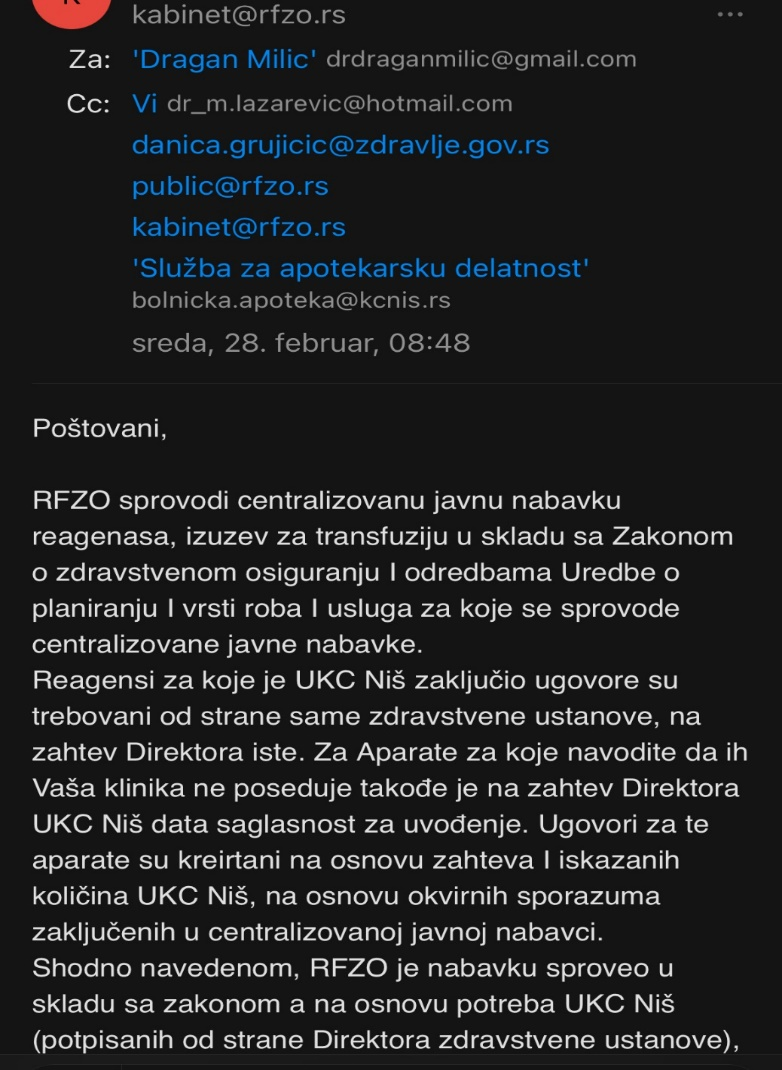 kabinet@rfzo.rs
Za: 'Dragan Milic' drdraganmilic@gmail.com
Cc: Vi dr_m.lazarevic@hotmail.com
danica.grujicic@zdravlje.gov.rs
public@rfzo.rs
kabinet@rfzo.rs
'Služba za apotekarsku delatnost'
bolnicka.apoteka@kcnis.rs
sreda, 28. februar, 08:48
Poštovani,
RFZO sprovodi centralizovanu javnu nabavku
reagenasa, izuzev za transfuziju u skladu sa Zakonom
o zdravstvenom osiguranju I odredbama Uredbe o
planiranju I vrsti roba I usluga za koje se sprovode
centralizovane javne nabavke.
Reagensi za koje je UKC Niš zaključio ugovore su
trebovani od strane same zdravstvene ustanove, na
zahtev Direktora iste. Za Aparate za koje navodite da ih
Vaša klinika ne poseduje takođe je na zahtev Direktora
UKC Niš data saglasnost za uvođenje. Ugovori za te
aparate su kreirtani na osnovu zahteva I iskazanih
količina UKC Niš, na osnovu okvirnih sporazuma
zaključenih u centralizovanoj javnoj nabavci.
Shodno navedenom, RFZO je nabavku sproveo u
skladu sa zakonom a na osnovu potreba UKC Niš
(potpisanih od strane Direktora zdravstvene ustanove),